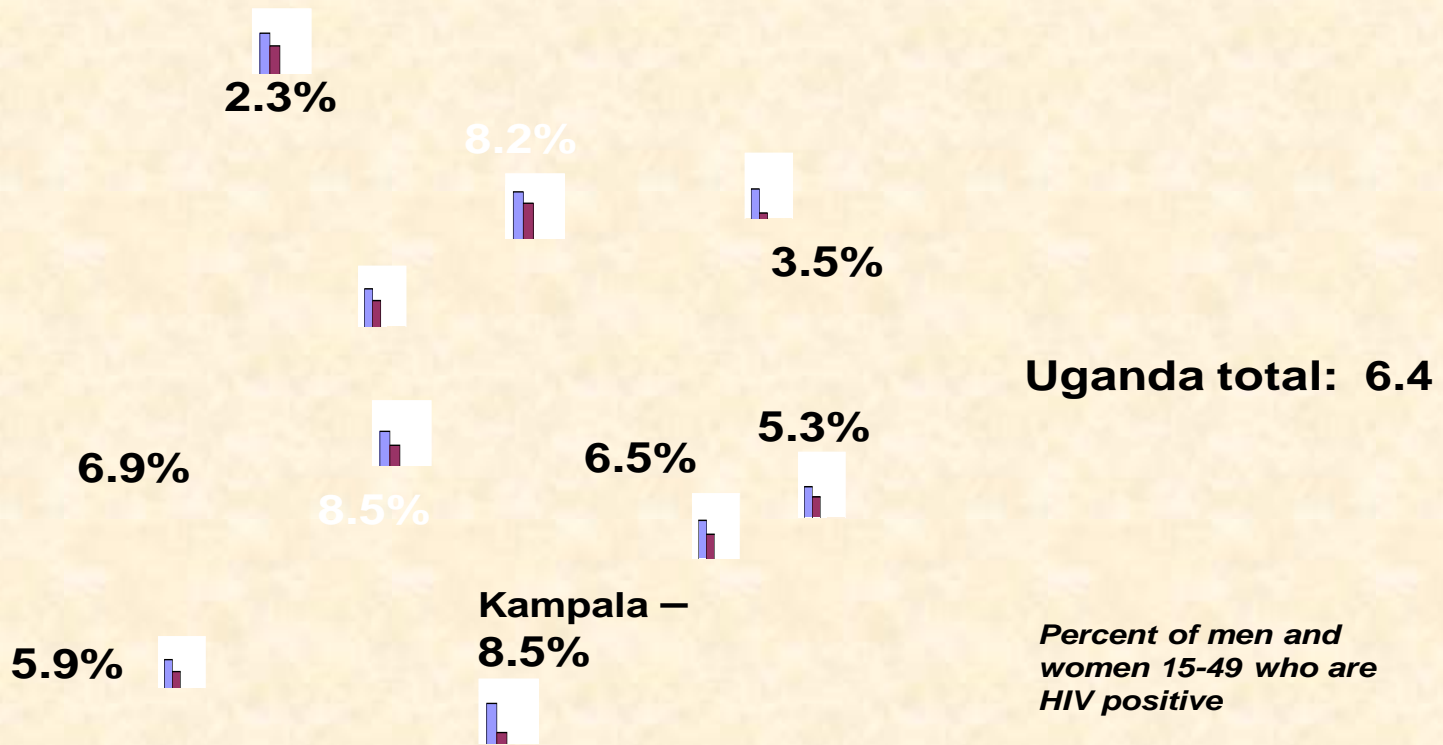 2.3%
8.2%
3.5%
Uganda total: 6.4
5.3%
6.5%
6.9%
8.5%
Kampala –
8.5%
5.9%
Percent of men and
women 15-49 who are
HIV positive